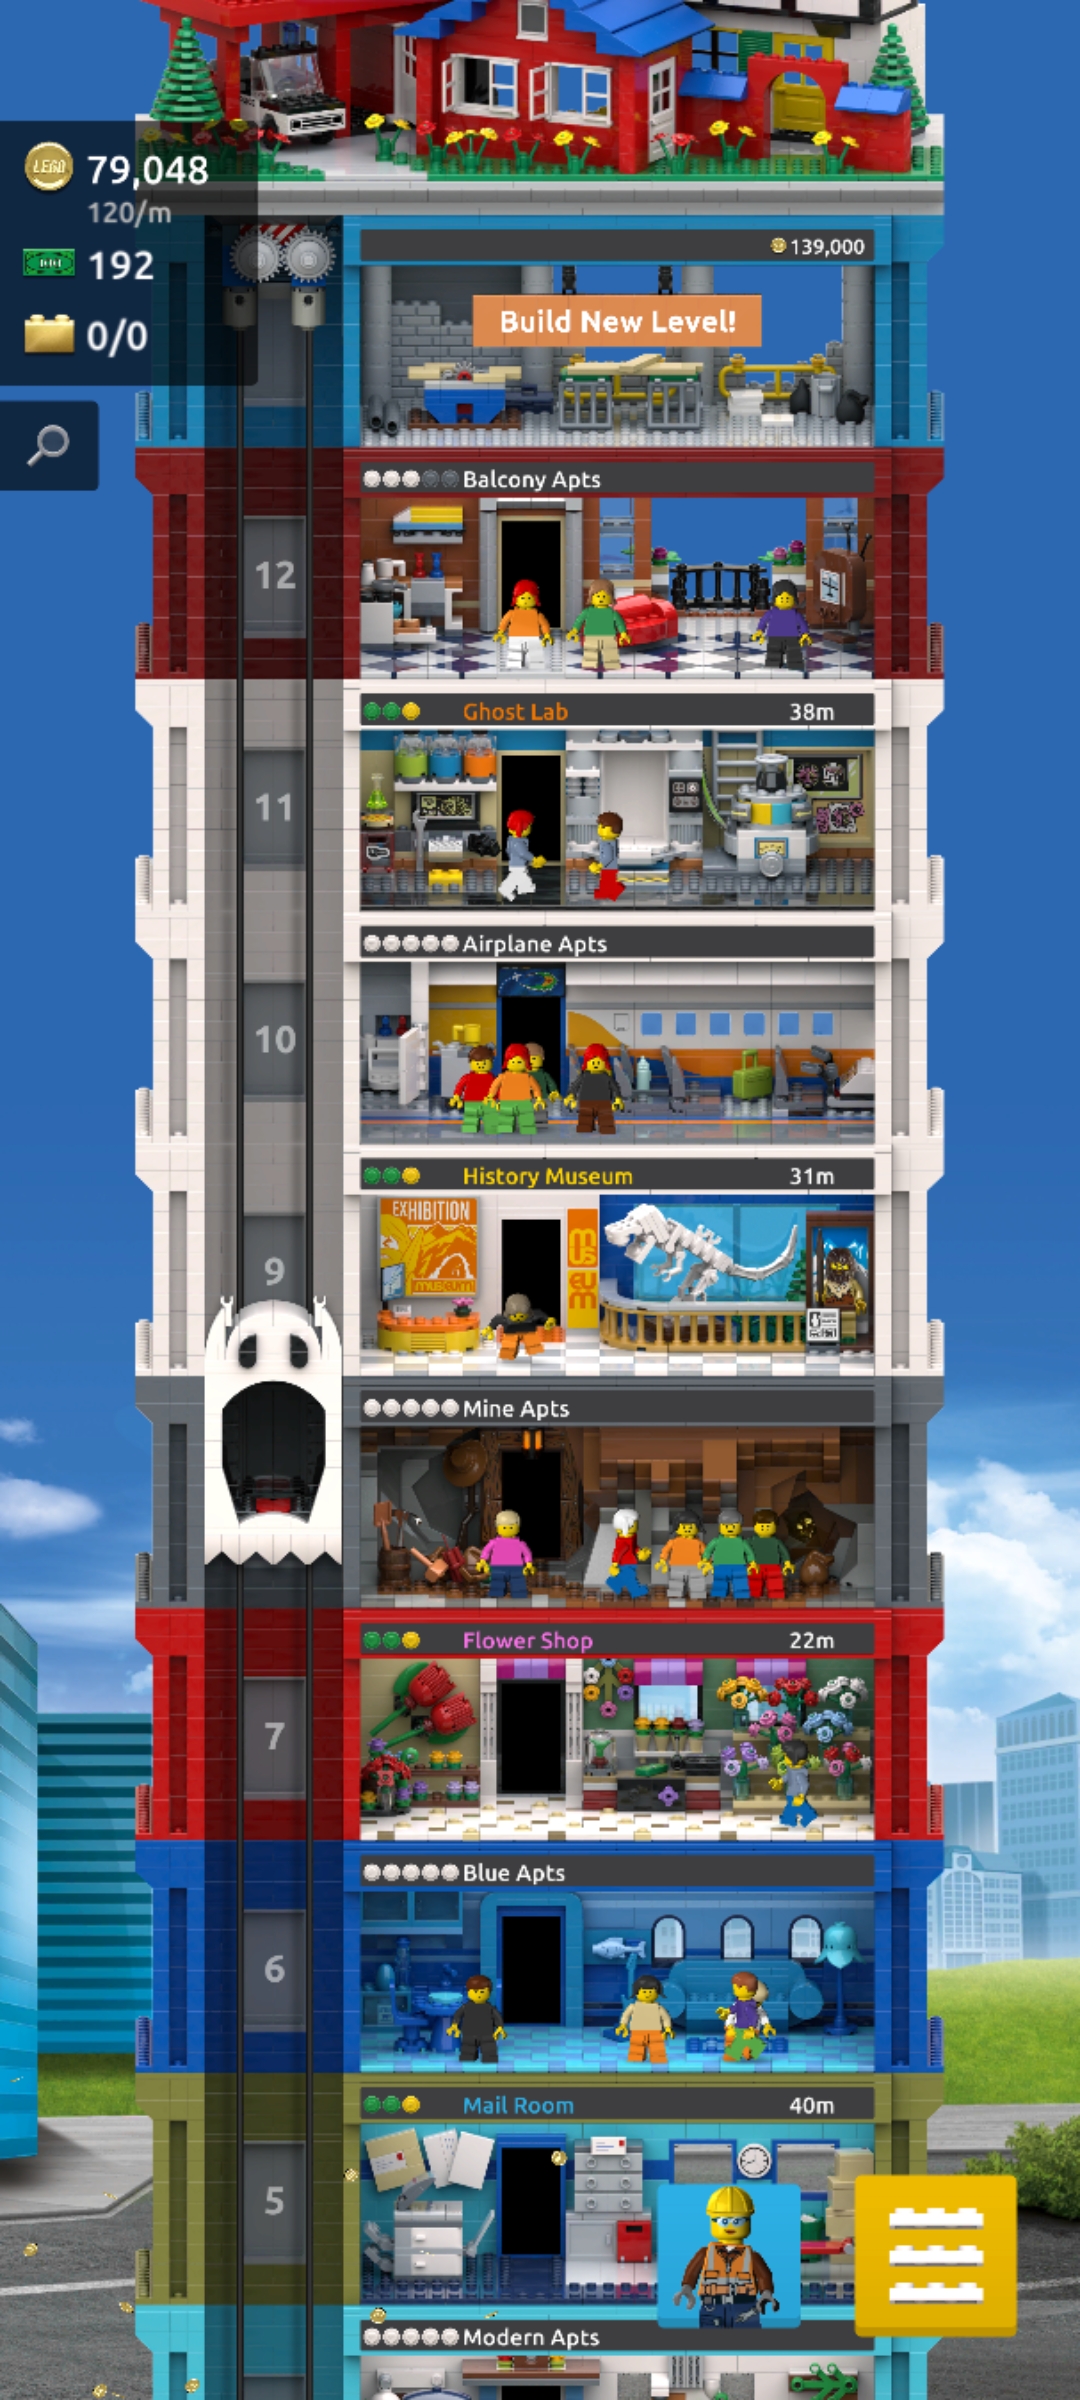 LEGO
79,048
120/m
192
0/0
139,000
Build New Level!
Balcony Apts
12
Ghost Lab 38m
11
Airplane Apts
10
History Museum 31m
EXHIBITION
museum
MUSEUM
9
Mine Apts
Flower Shop 22m
7
Blue Apts
6
Mail Room 40m
5
Modern Apts